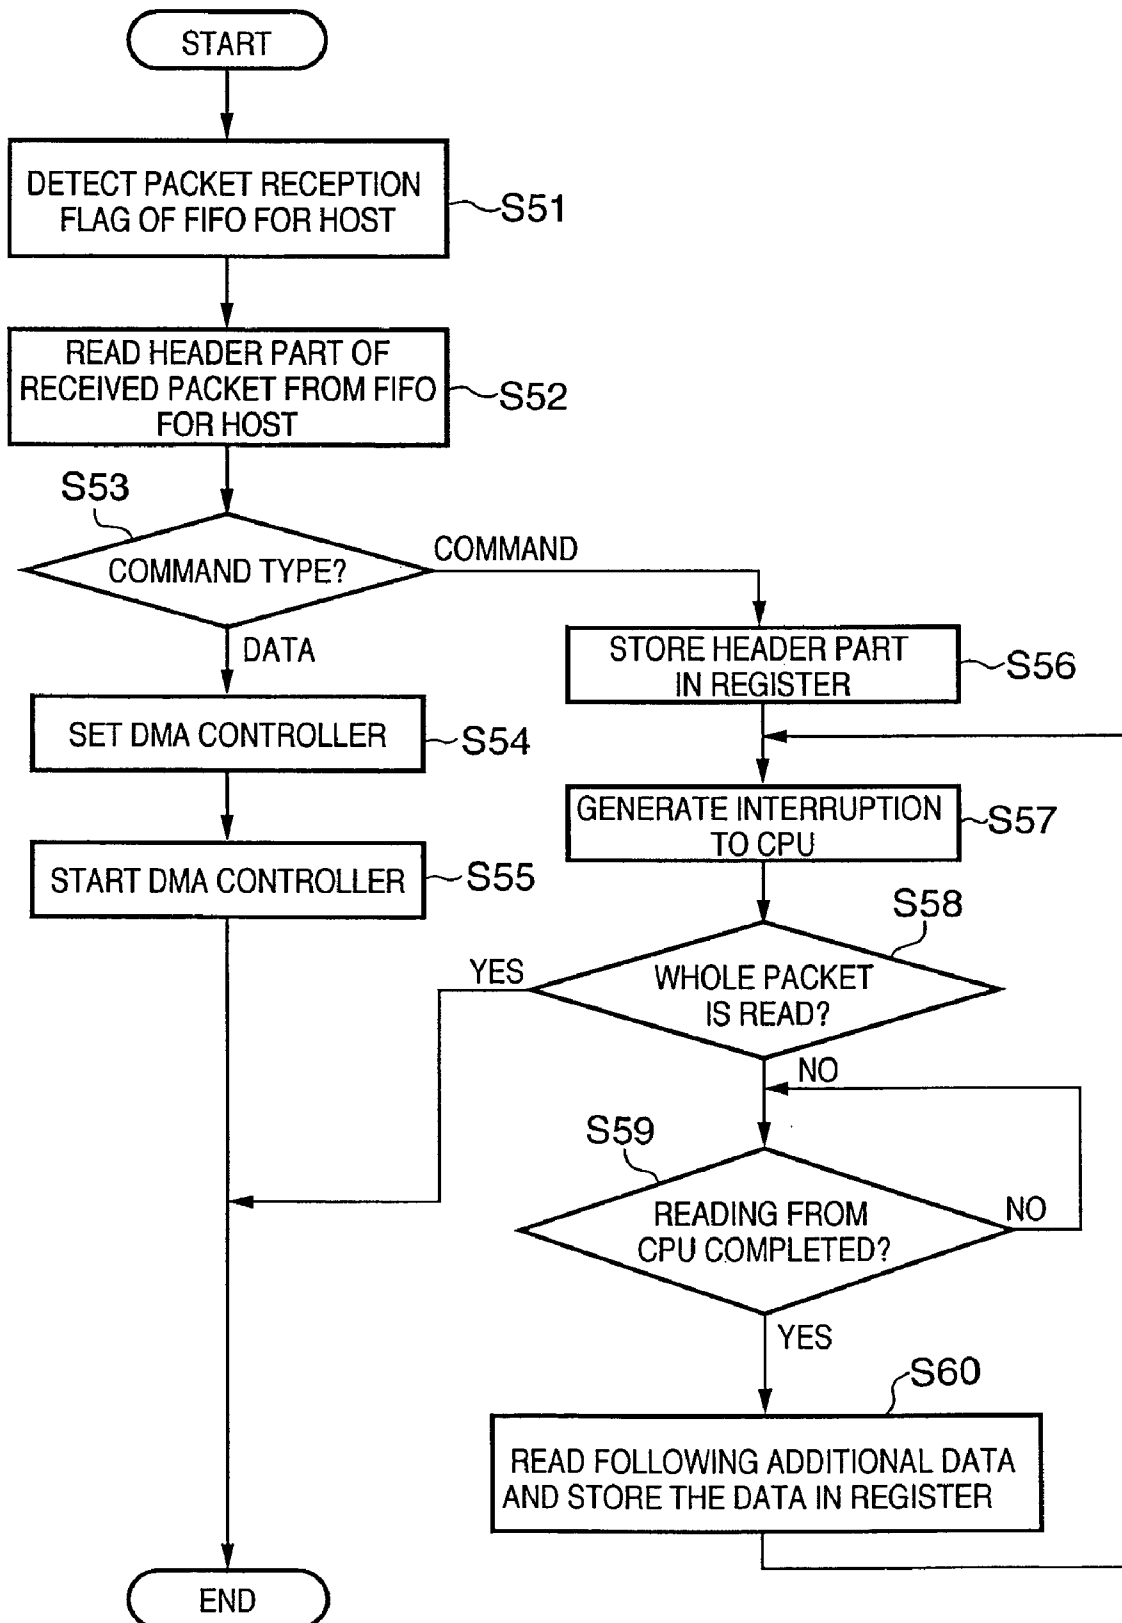 START
DETECT PACKET RECEPTION
FLAG OF FIFO FOR HOST
S51
READ HEADER PART OF
RECEIVED PACKET FROM FIFO
FOR HOST
S52
S53
COMMAND TYPE?
COMMAND
DATA
SET DMA CONTROLLER
S54
START DMA CONTROLLER
S55
STORE HEADER PART
IN REGISTER
S56
GENERATE INTERRUPTION
TO CPU
S57
S58
WHOLE PACKET
IS READ?
YES
NO
S59
READING FROM
CPU COMPLETED?
NO
YES
S60
READ FOLLOWING ADDITIONAL DATA
AND STORE THE DATA IN REGISTER
END